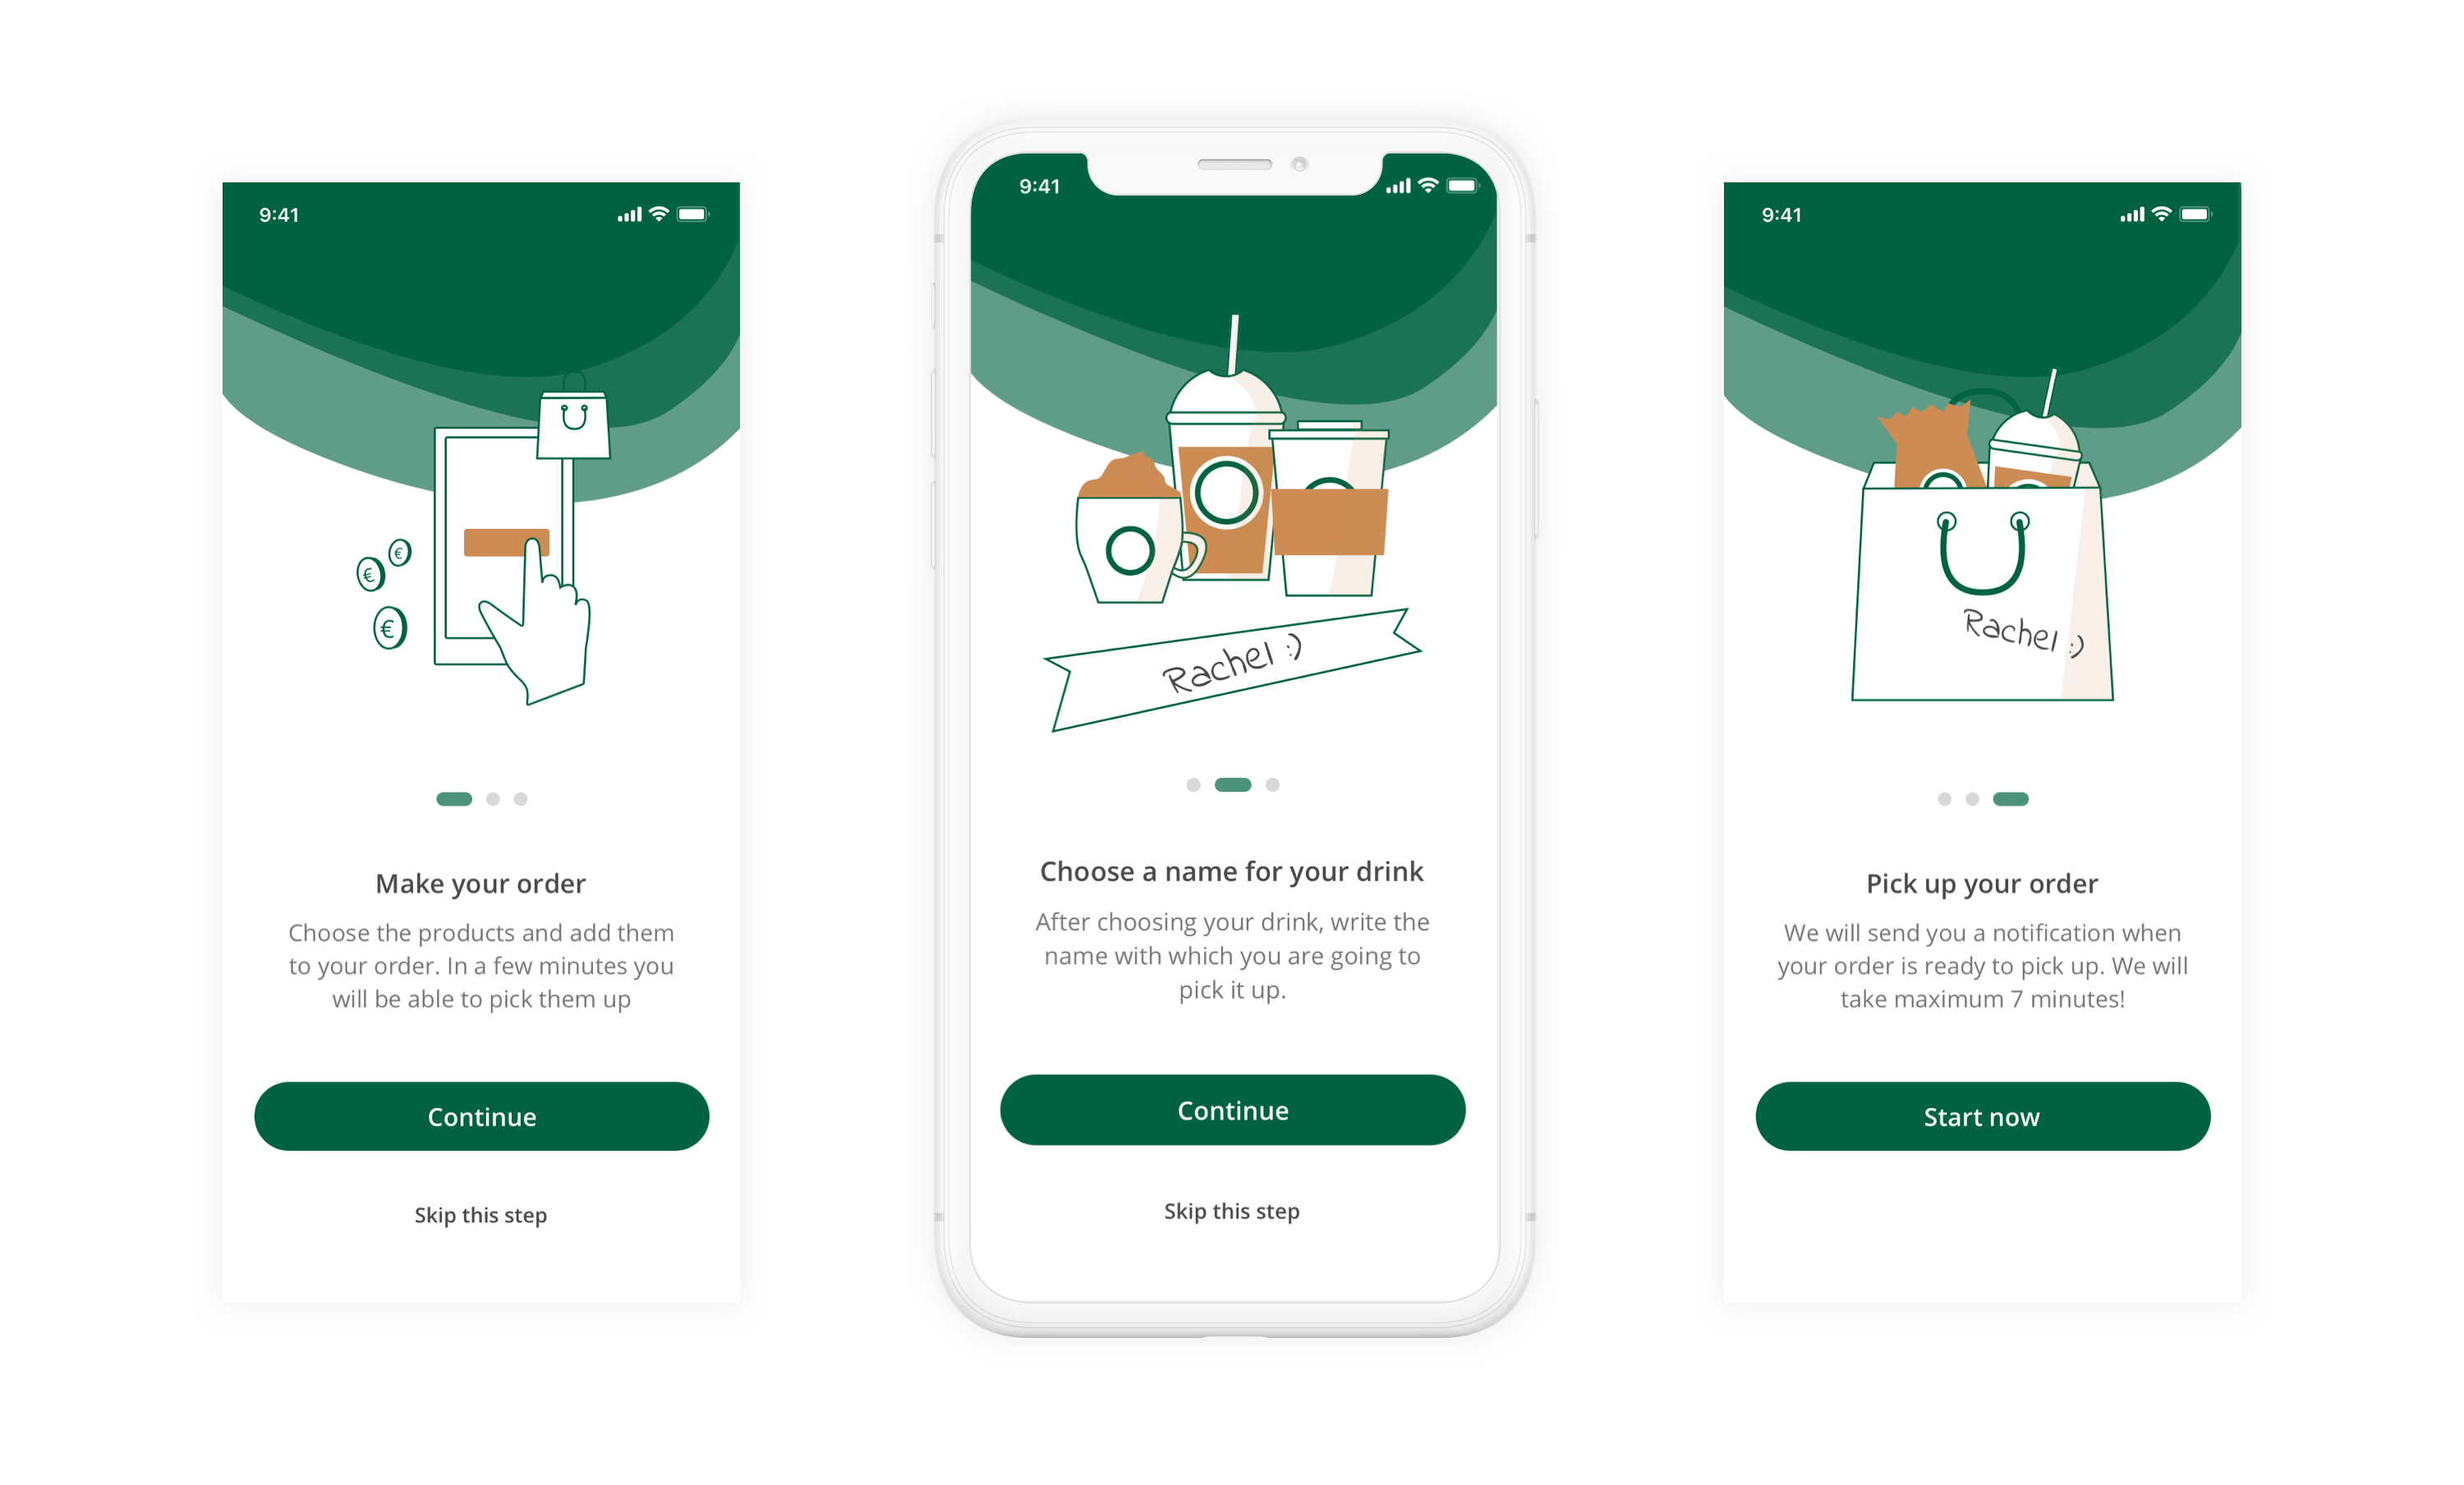 9:41
€
€
€
Make your order
Choose the products and add them
to your order. In a few minutes you
will be able to pick them up
Continue
Skip this step
9:41
Rachel :)
Choose a name for your drink
After choosing your drink, write the
name with which you are going to
pick it up.
Continue
Skip this step
9:41
Rachel :)
Pick up your order
We will send you a notification when
your order is ready to pick up. We will
take maximum 7 minutes!
Start now